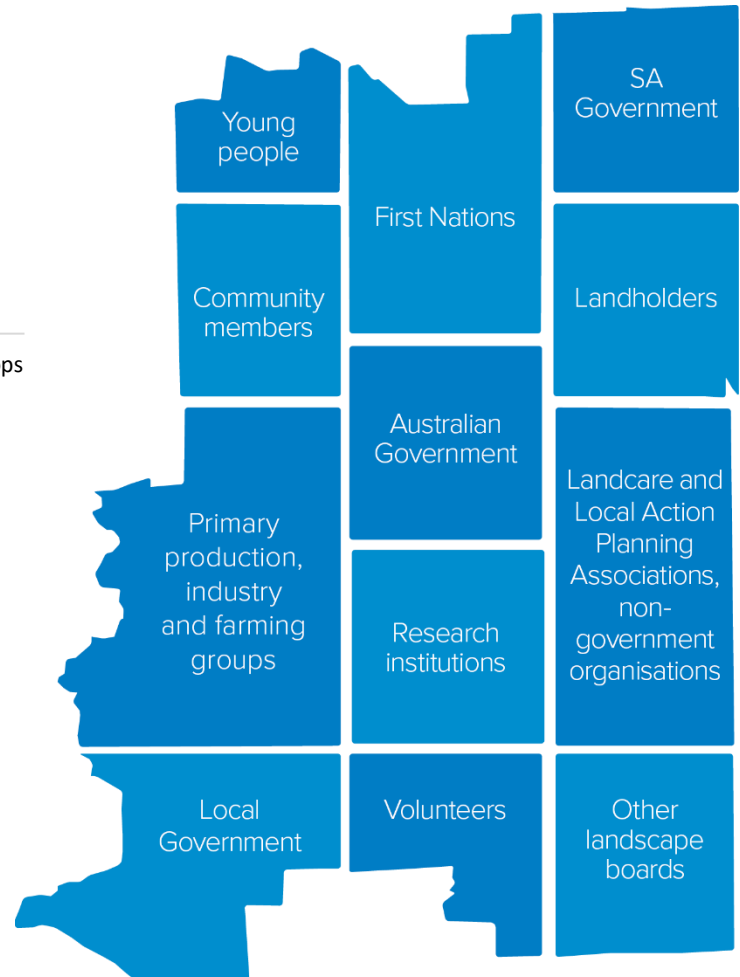 Young
people
First Nations
SA
Government
Community
members
Landholders
Australian
Government
Primary
production,
industry
and farming
groups
Landcare and
Local Action
Planning
Associations,
non-
government
organisations
Research
institutions
Local
Government
Volunteers
Other
landscape
boards